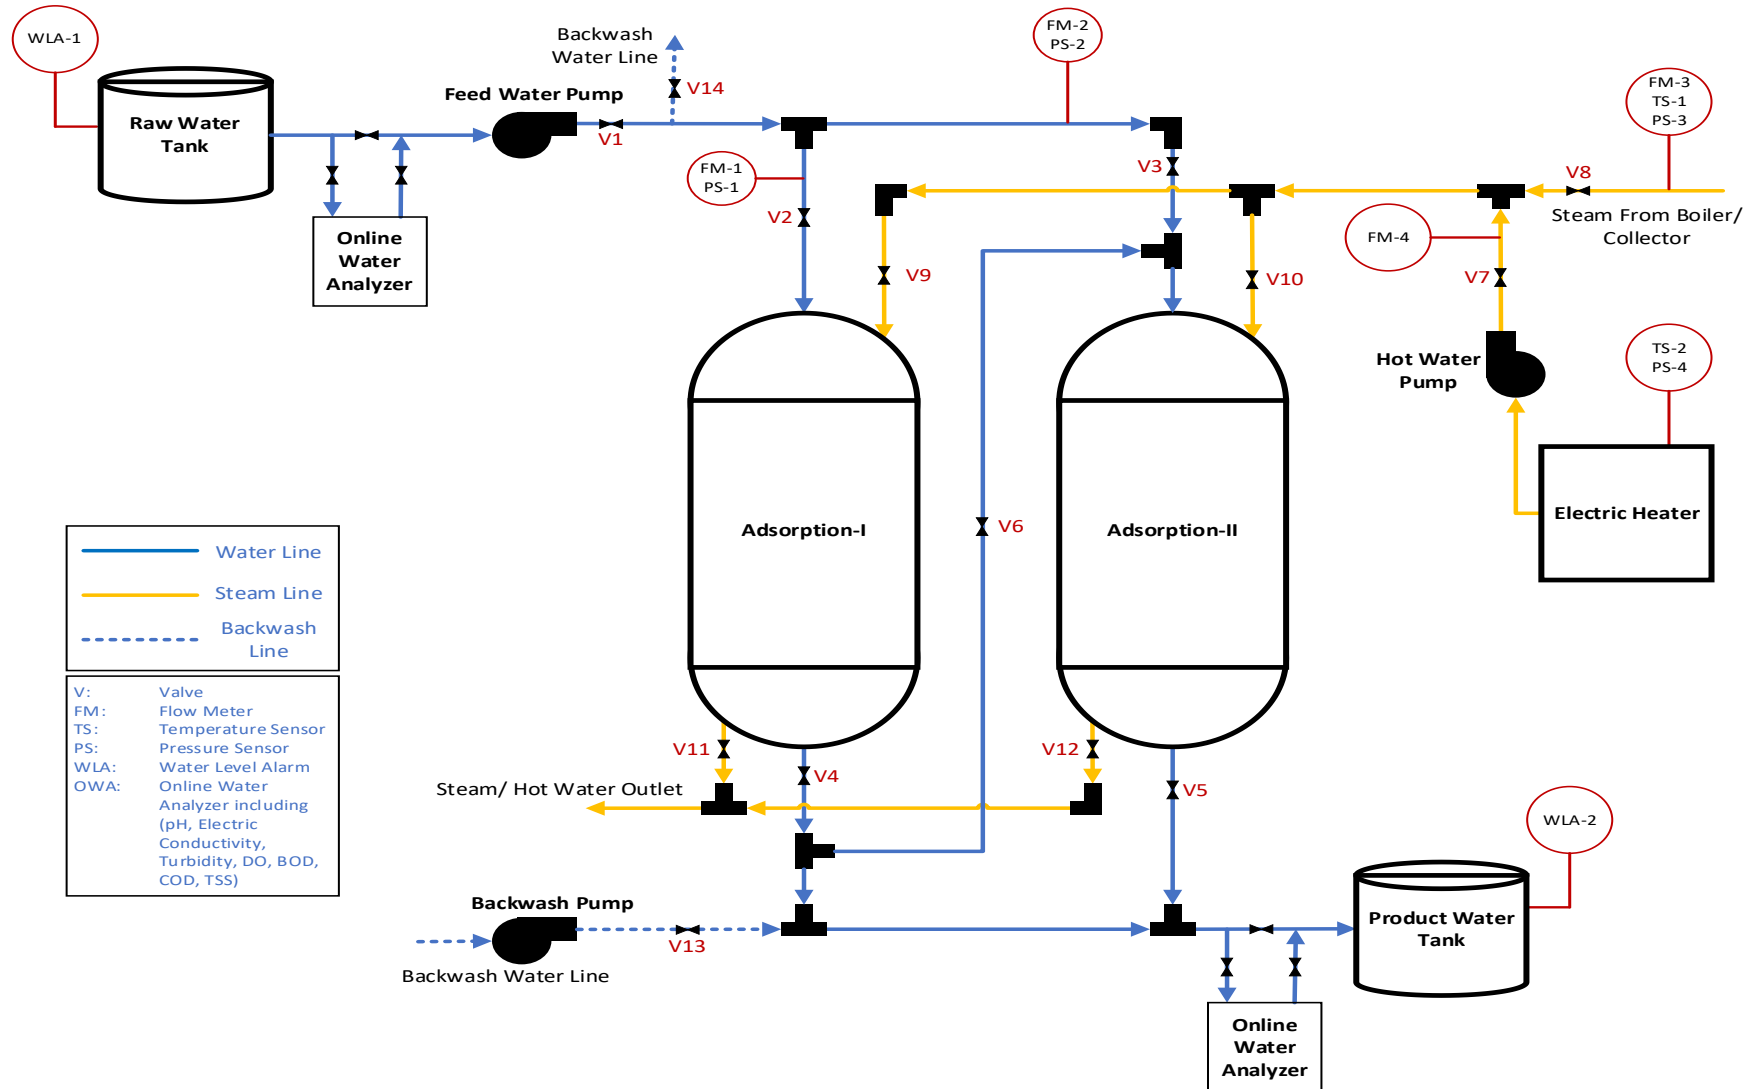 WLA-1
Raw Water
Tank
Backwash
Water Line
Feed Water Pump
V14
V1
FM-2
PS-2
FM-1
PS-1
V2
V3
FM-3
TS-1
PS-3
V8
Steam From Boiler/
Collector
FM-4
V7
Online
Water
Analyzer
V9
V10
Hot Water
Pump
TS-2
PS-4
Electric Heater
Adsorption-I
V6
Adsorption-II
Water Line
Steam Line
Backwash
Line
V: Valve
FM: Flow Meter
TS: Temperature Sensor
PS: Pressure Sensor
WLA: Water Level Alarm
OWA: Online Water
Analyzer including
(pH, Electric
Conductivity,
Turbidity, DO, BOD,
COD, TSS)
V11
V4
V12
V5
Steam/ Hot Water Outlet
WLA-2
Backwash Pump
V13
Backwash Water Line
Product Water
Tank
Online
Water
Analyzer